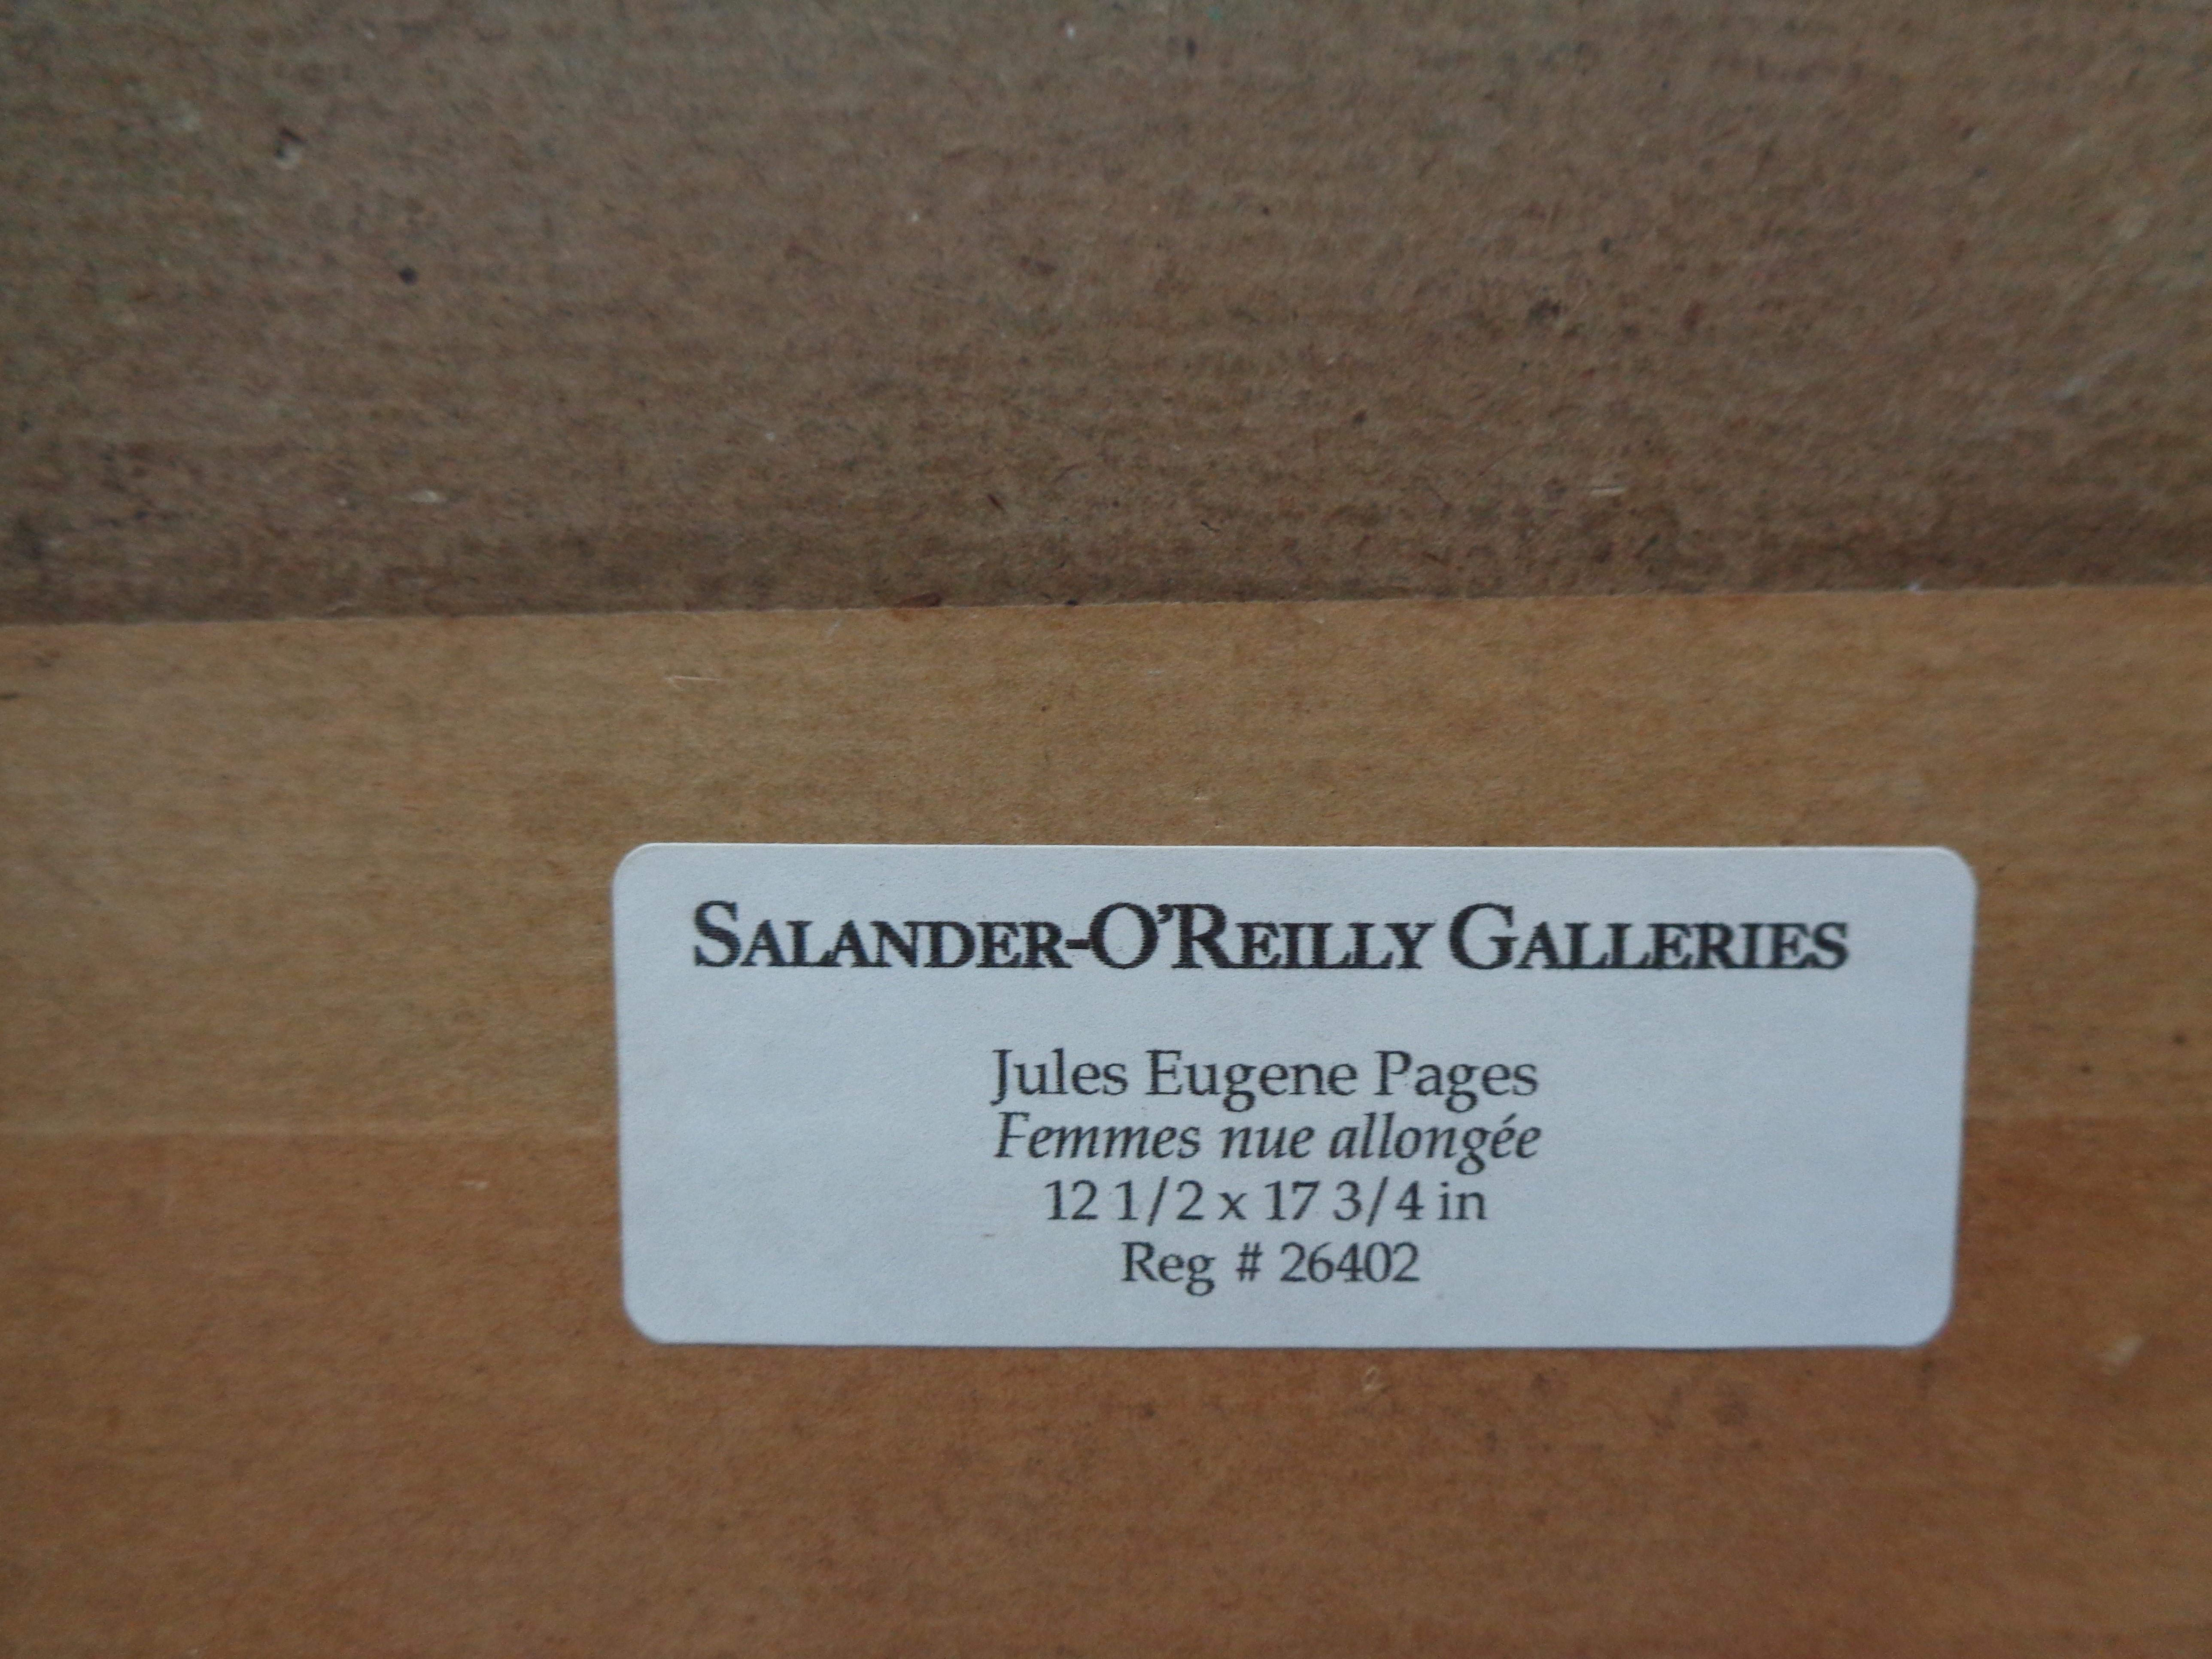 SALANDER-O'REILLY GALLERIES
Jules Eugene Pages
Femmes nue allongée
12 1/2 x 17 3/4 in
Reg # 26402